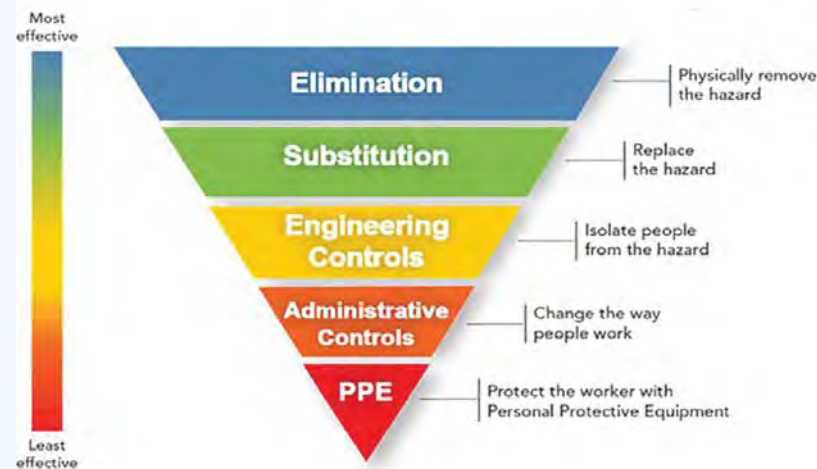 Most
effective
Elimination
Physically remove
the hazard
Substitution
Replace
the hazard
Engineering
Controls
Isolate people
from the hazard
Administrative
Controls
Change the way
people work
PPE
Protect the worker with
Personal Protective Equipment
Least
effective